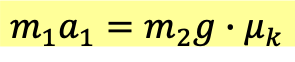 m₁a₁ = m₂g · μₖ